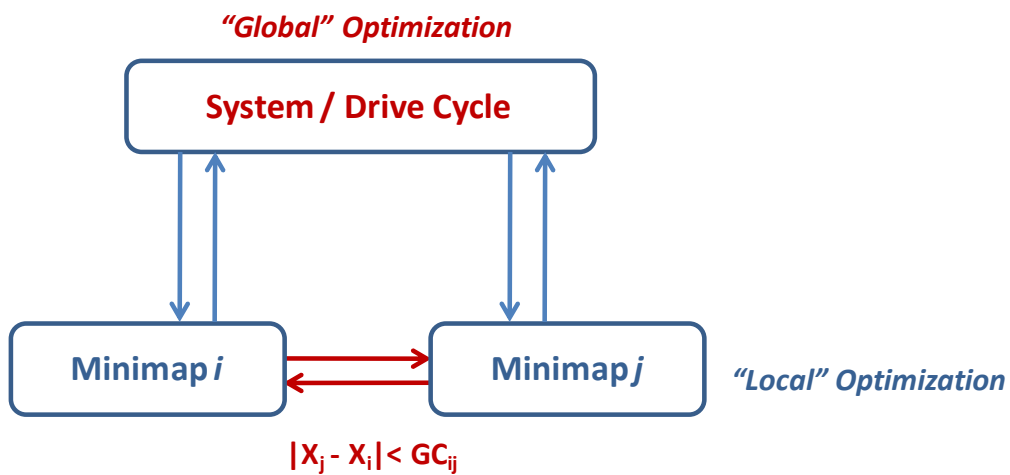 “Global” Optimization
System / Drive Cycle
Minimap i
Minimap j
“Local” Optimization
|Xj - Xi| < GCij